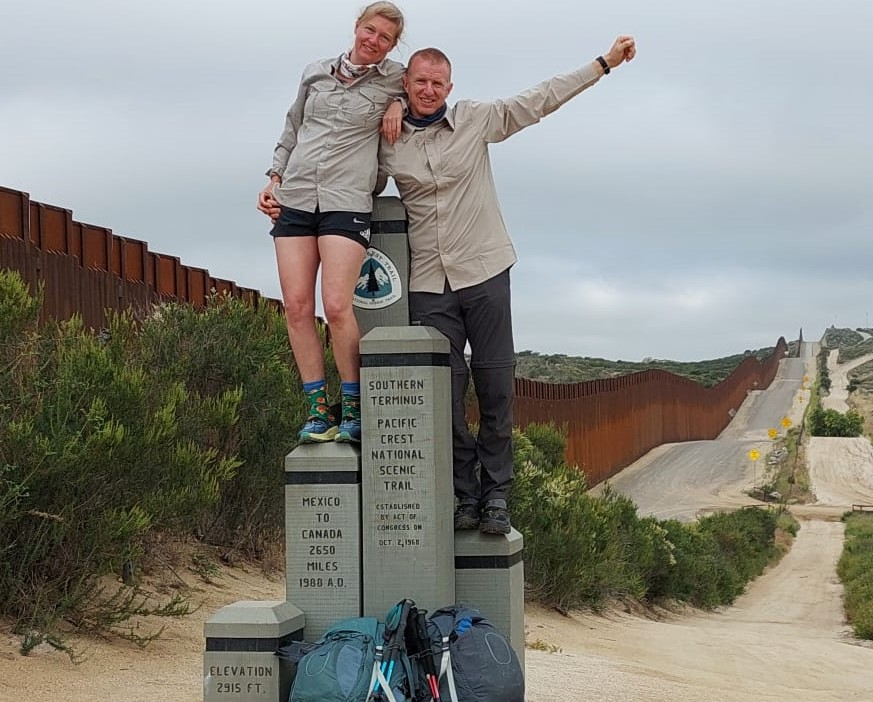 SOUTHERN
TERMINUS
PACIFIC
CREST
NATIONAL
SCENIC
TRAIL
ESTABLISHED
BY ACT OF
CONGRESS ON
OCT. 2, 1968
MEXICO
TO
CANADA
2650
MILES
1988 A.D.
ELEVATION
2915 FT.